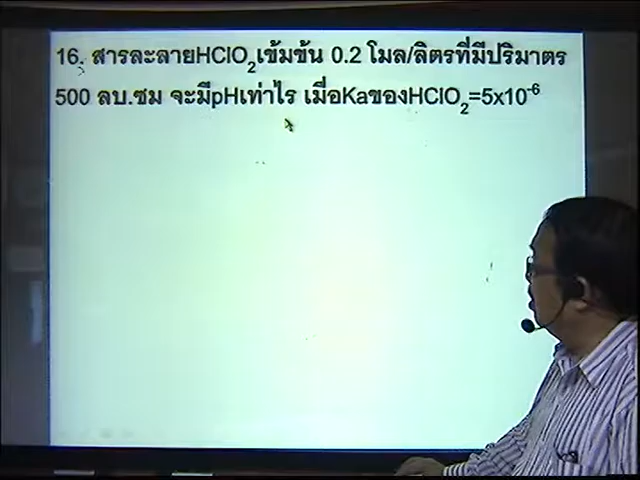 16. สารละลายHClO₂เข้มข้น 0.2 โมล/ลิตรที่มีปริมาตร
500 ลบ.ซม จะมีpHเท่าไร เมื่อKaของHClO₂=5x10⁻⁶